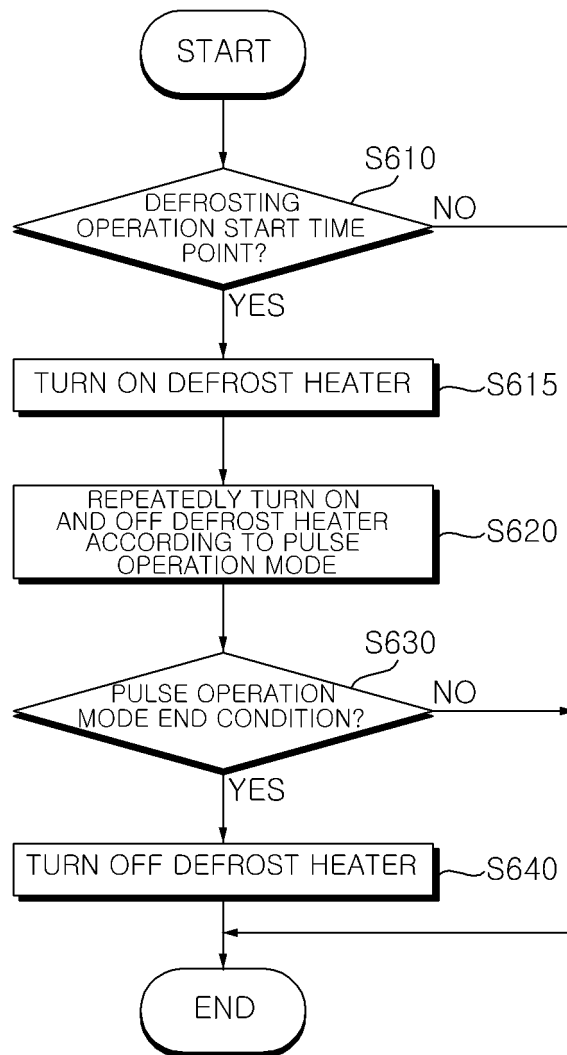 START
S610
DEFROSTING
OPERATION START TIME
POINT?
NO
YES
TURN ON DEFROST HEATER
S615
REPEATEDLY TURN ON
AND OFF DEFROST HEATER
ACCORDING TO PULSE
OPERATION MODE
S620
S630
PULSE OPERATION
MODE END CONDITION?
NO
YES
TURN OFF DEFROST HEATER
S640
END